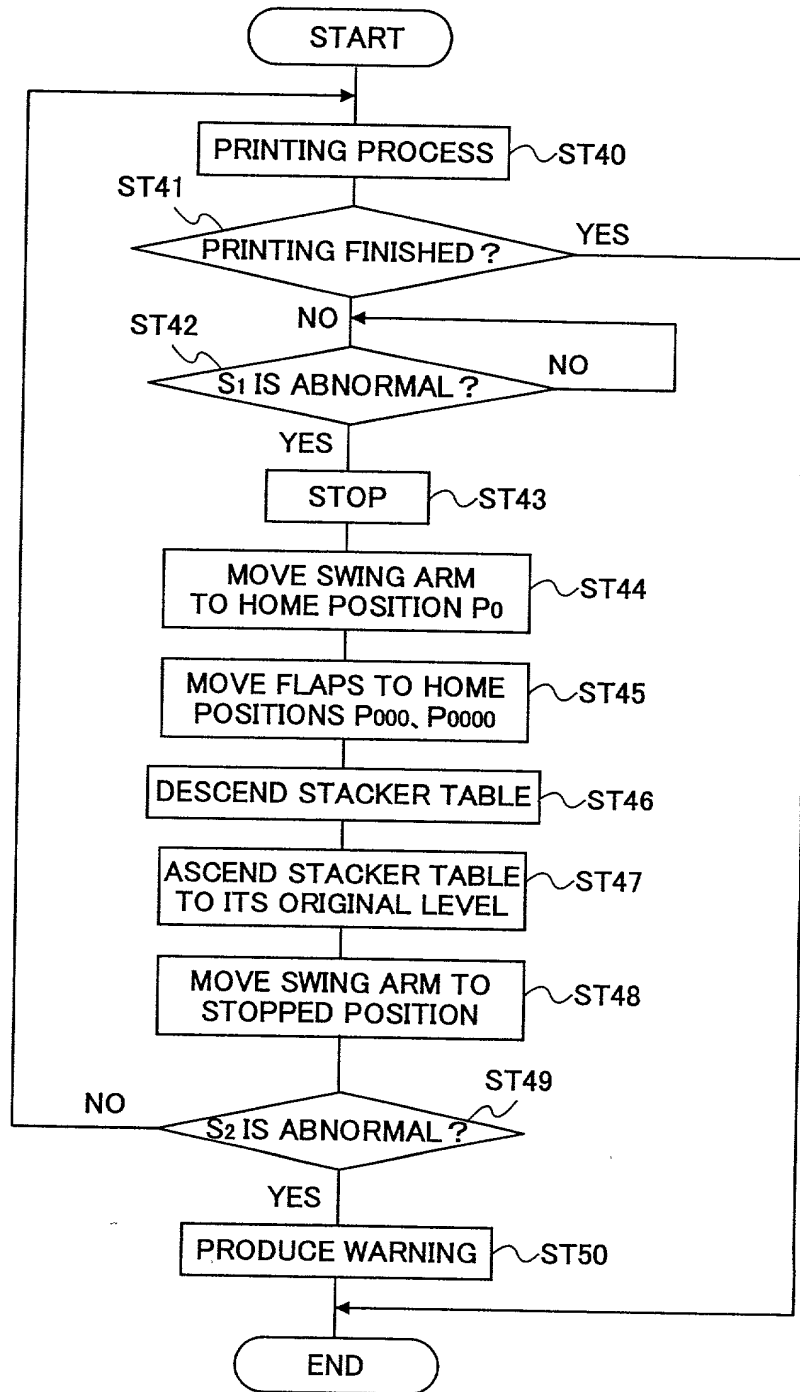 START
PRINTING PROCESS
ST40
ST41
PRINTING FINISHED?
YES
NO
ST42
S1 IS ABNORMAL?
NO
YES
STOP
ST43
MOVE SWING ARM
TO HOME POSITION P0
ST44
MOVE FLAPS TO HOME
POSITIONS P000、P0000
ST45
DESCEND STACKER TABLE
ST46
ASCEND STACKER TABLE
TO ITS ORIGINAL LEVEL
ST47
MOVE SWING ARM TO
STOPPED POSITION
ST48
ST49
NO
S2 IS ABNORMAL?
YES
PRODUCE WARNING
ST50
END